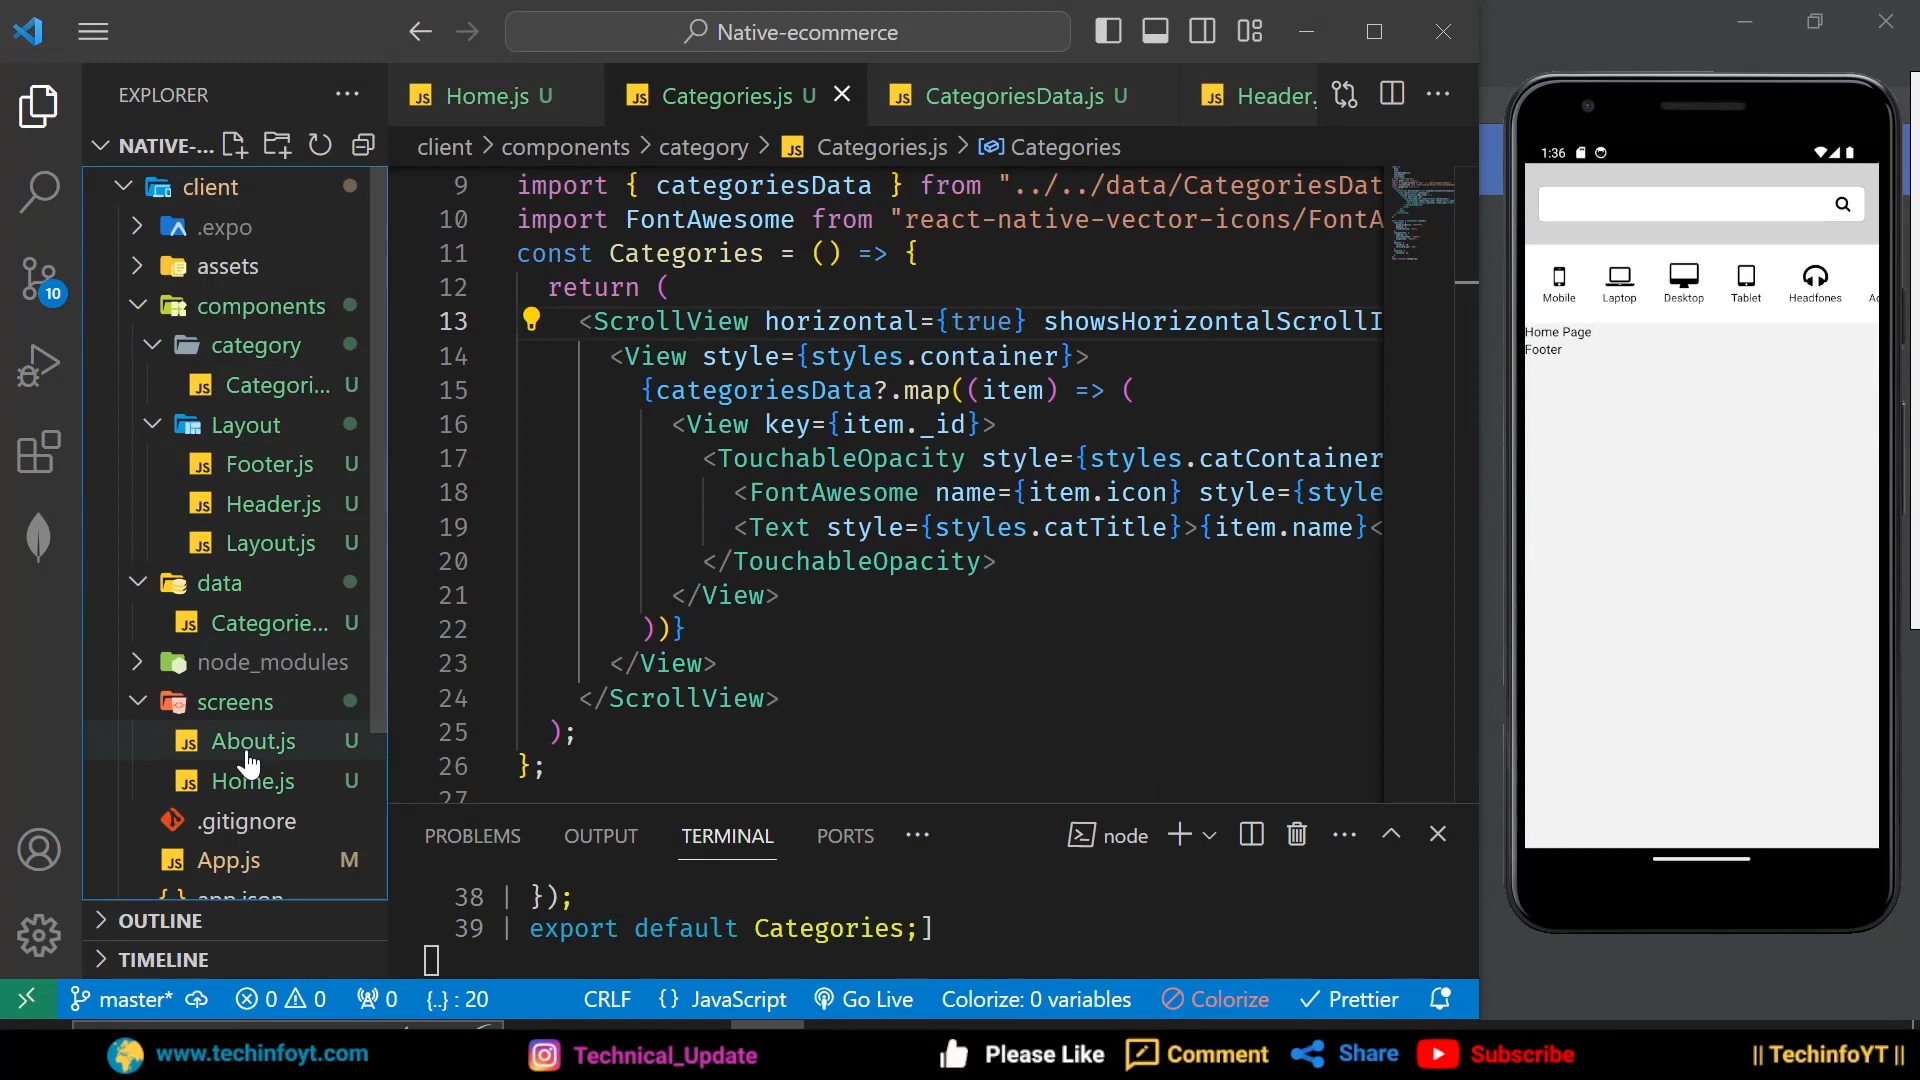 Native-ecommerce
EXPLORER
Home.js U
Categories.js U
CategoriesData.js U
Header.
NATIVE-...
client > components > category > Categories.js > Categories
client
.expo
assets
components
category
Categori... U
Layout
Footer.js U
Header.js U
Layout.js U
data
Categorie... U
node_modules
screens
About.js U
Home.js U
.gitignore
App.js M
app.json
OUTLINE
TIMELINE
10
9 import { categoriesData } from "../../data/CategoriesDat
10 import FontAwesome from "react-native-vector-icons/FontA
11 const Categories = () => {
12 return (
13 <ScrollView horizontal={true} showsHorizontalScrollI
14 <View style={styles.container}>
15 {categoriesData?.map((item) => (
16 <View key={item._id}>
17 <TouchableOpacity style={styles.catContainer
18 <FontAwesome name={item.icon} style={style
19 <Text style={styles.catTitle}>{item.name}<
20 </TouchableOpacity>
21 </View>
22 ))}
23 </View>
24 </ScrollView>
25 );
26 };
27
PROBLEMS OUTPUT TERMINAL PORTS
node
38 | });
39 | export default Categories;]
master* 0 0 0 {..} : 20 CRLF {} JavaScript Go Live Colorize: 0 variables Colorize Prettier
1:36
Mobile Laptop Desktop Tablet Headfones
Home Page
Footer
www.techinfoyt.com Technical_Update Please Like Comment Share Subscribe || TechinfoYT ||